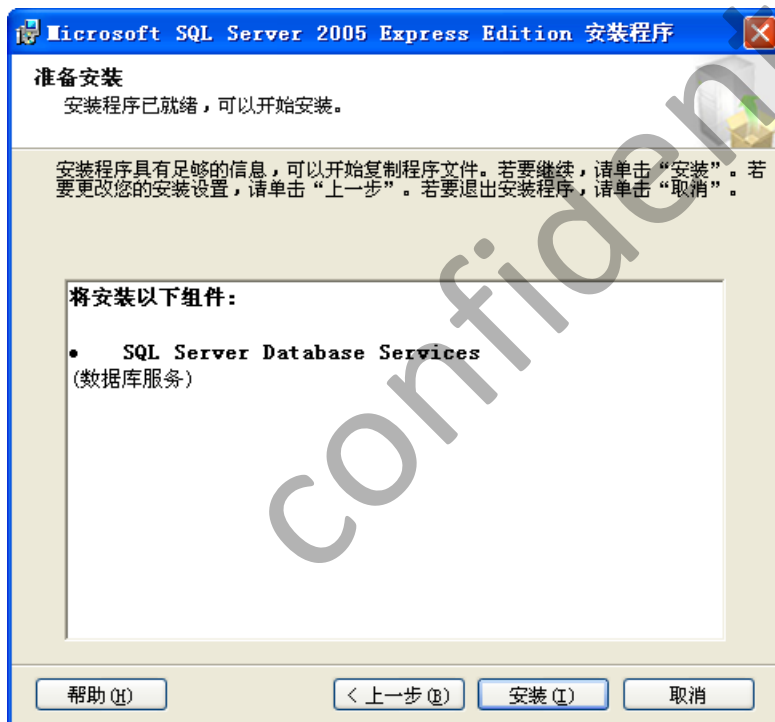 Microsoft SQL Server 2005 Express Edition 安装程序
准备安装
安装程序已就绪，可以开始安装。
安装程序具有足够的信息，可以开始复制程序文件。若要继续，请单击“安装”。若
要更改您的安装设置，请单击“上一步”。若要退出安装程序，请单击“取消”。
将安装以下组件：
• SQL Server Database Services
(数据库服务)
帮助(H)
< 上一步(B)
安装(I)
取消
confident